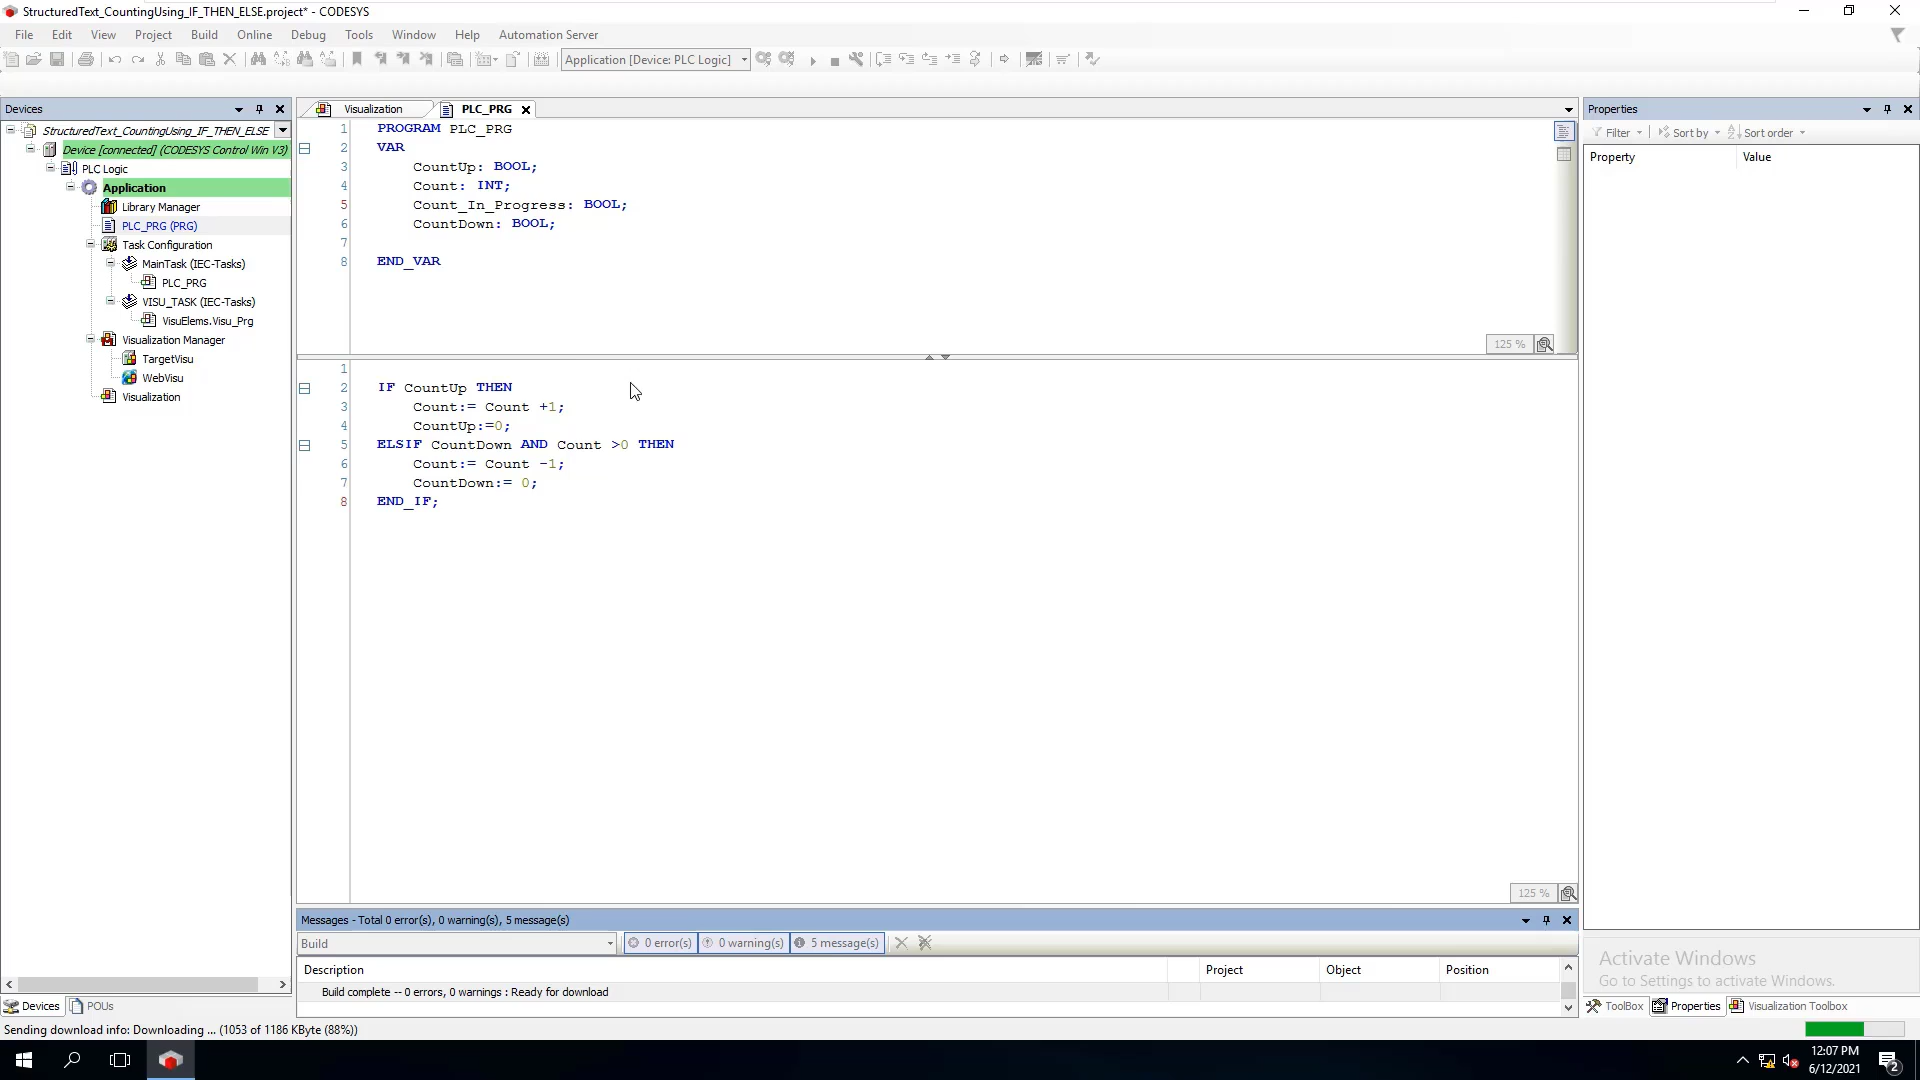 StructuredText_CountingUsing_IF_THEN_ELSE.project* - CODESYS
File Edit View Project Build Online Debug Tools Window Help Automation Server
Application [Device: PLC Logic]
Devices
StructuredText_CountingUsing_IF_THEN_ELSE
Device [connected] (CODESYS Control Win V3)
PLC Logic
Application
Library Manager
PLC_PRG (PRG)
Task Configuration
MainTask (IEC-Tasks)
PLC_PRG
VISU_TASK (IEC-Tasks)
VisuElems.Visu_Prg
Visualization Manager
TargetVisu
WebVisu
Visualization
Devices POUs
Visualization PLC_PRG
1 PROGRAM PLC_PRG
2 VAR
3 CountUp: BOOL;
4 Count: INT;
5 Count_In_Progress: BOOL;
6 CountDown: BOOL;
7
8 END_VAR
125 %
1
2 IF CountUp THEN
3 Count:= Count +1;
4 CountUp:=0;
5 ELSIF CountDown AND Count >0 THEN
6 Count:= Count -1;
7 CountDown:= 0;
8 END_IF;
125 %
Messages - Total 0 error(s), 0 warning(s), 5 message(s)
Build 0 error(s) 0 warning(s) 5 message(s)
Description Project Object Position
Build complete -- 0 errors, 0 warnings : Ready for download
Properties
Filter Sort by Sort order
Property Value
Activate Windows
Go to Settings to activate Windows.
ToolBox Properties Visualization Toolbox
Sending download info: Downloading ... (1053 of 1186 KByte (88%))
12:07 PM
6/12/2021
2